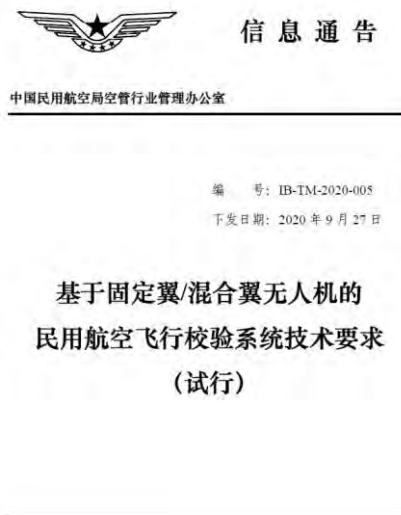 信息通告
中国民用航空局空管行业管理办公室
编 号: IB-TM-2020-005
下发日期: 2020年9月27日
基于固定翼/混合翼无人机的
民用航空飞行校验系统技术要求
(试行)